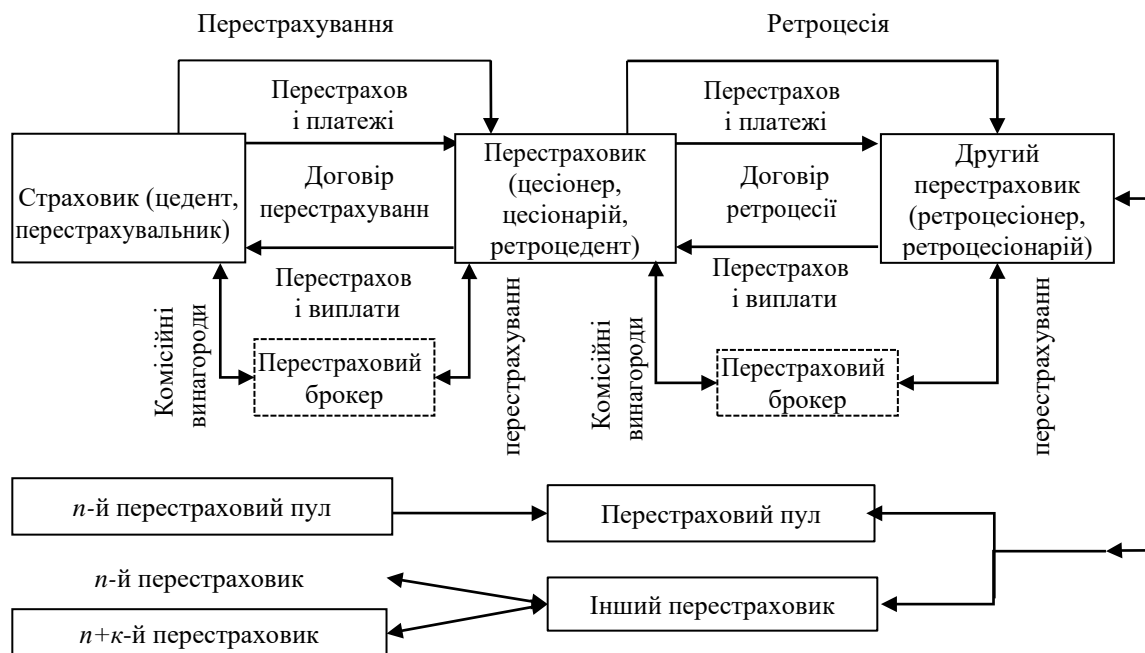 Перестрахування
Ретроцесія
Перестрахов
і платежі
Перестрахов
і платежі
Страховик (цедент,
перестрахувальник)
Договір
перестрахуванн
Перестраховик
(цесіонер,
цесіонарій,
ретроцедент)
Договір
ретроцесії
Другий
перестраховик
(ретроцесіонер,
ретроцесіонарій)
Перестрахов
і виплати
Перестрахов
і виплати
Комісійні
винагороди
Перестраховий
брокер
перестрахуванн
Комісійні
винагороди
Перестраховий
брокер
перестрахуванн
n-й перестраховий пул
Перестраховий пул
n-й перестраховик
Інший перестраховик
n+к-й перестраховик